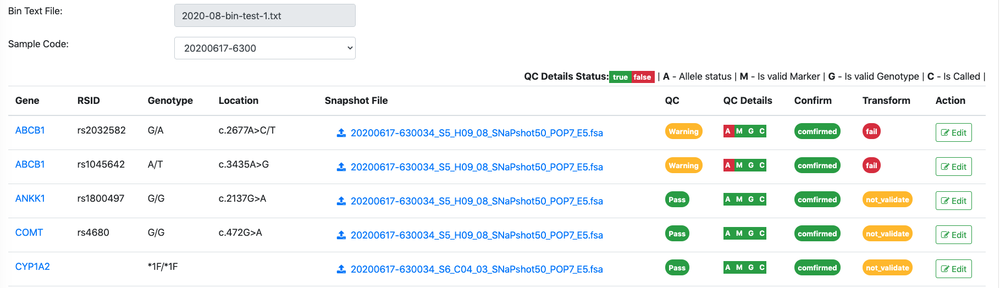 Bin Text File:
2020-08-bin-test-1.txt
Sample Code:
20200617-6300
QC Details Status: true false | A - Allele status | M - Is valid Marker | G - Is valid Genotype | C - Is Called |
Gene RSID Genotype Location Snapshot File QC QC Details Confirm Transform Action
ABCB1 rs2032582 G/A c.2677A>C/T 20200617-630034_S5_H09_08_SNaPshot50_POP7_E5.fsa Warning A M G C comfirmed fail Edit
ABCB1 rs1045642 A/T c.3435A>G 20200617-630034_S5_H09_08_SNaPshot50_POP7_E5.fsa Warning A M G C comfirmed fail Edit
ANKK1 rs1800497 G/G c.2137G>A 20200617-630034_S5_H09_08_SNaPshot50_POP7_E5.fsa Pass A M G C comfirmed not_validate Edit
COMT rs4680 G/G c.472G>A 20200617-630034_S5_H09_08_SNaPshot50_POP7_E5.fsa Pass A M G C comfirmed not_validate Edit
CYP1A2 *1F/*1F 20200617-630034_S6_C04_03_SNaPshot50_POP7_E5.fsa Pass A M G C comfirmed not_validate Edit